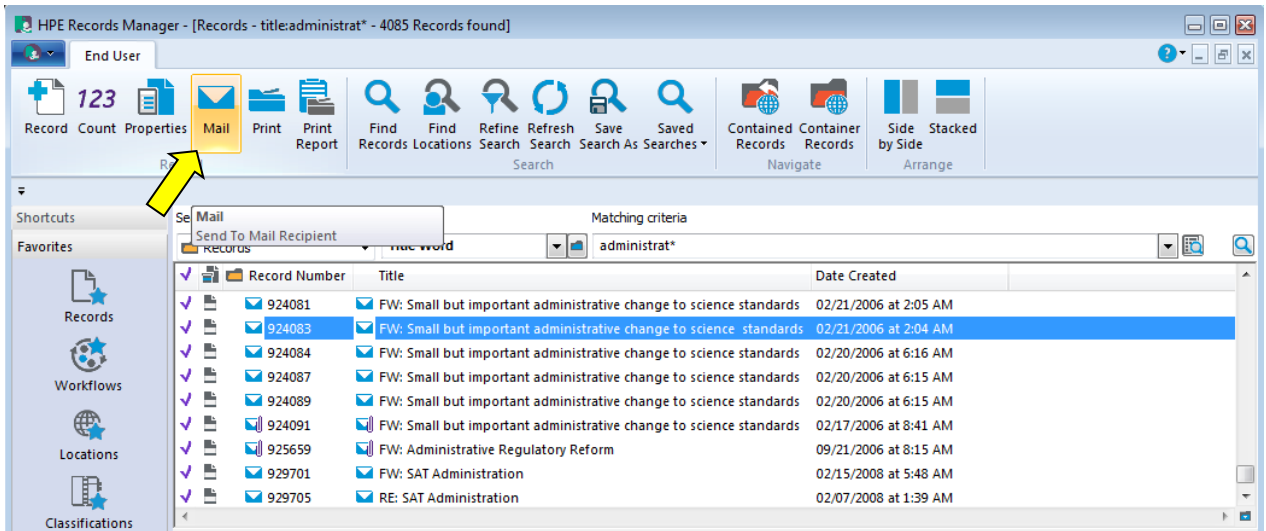 HPE Records Manager - [Records - title:administrat* - 4085 Records found]
End User
Record Count Properties Mail Print Print Report Find Records Find Locations Refine Search Refresh Search Save Search As Saved Searches Contained Records Container Records Side by Side Stacked
123
Search Navigate Arrange
Shortcuts
Mail
Send To Mail Recipient
Matching criteria
Favorites
Records
Title Word
administrat*
Record Number Title Date Created
924081 FW: Small but important administrative change to science standards 02/21/2006 at 2:05 AM
924083 FW: Small but important administrative change to science standards 02/21/2006 at 2:04 AM
924084 FW: Small but important administrative change to science standards 02/20/2006 at 6:16 AM
924087 FW: Small but important administrative change to science standards 02/20/2006 at 6:15 AM
924089 FW: Small but important administrative change to science standards 02/20/2006 at 6:15 AM
924091 FW: Small but important administrative change to science standards 02/17/2006 at 8:41 AM
925659 FW: Administrative Regulatory Reform 09/21/2006 at 8:15 AM
929701 FW: SAT Administration 02/15/2008 at 5:48 AM
929705 RE: SAT Administration 02/07/2008 at 1:39 AM
Records
Workflows
Locations
Classifications